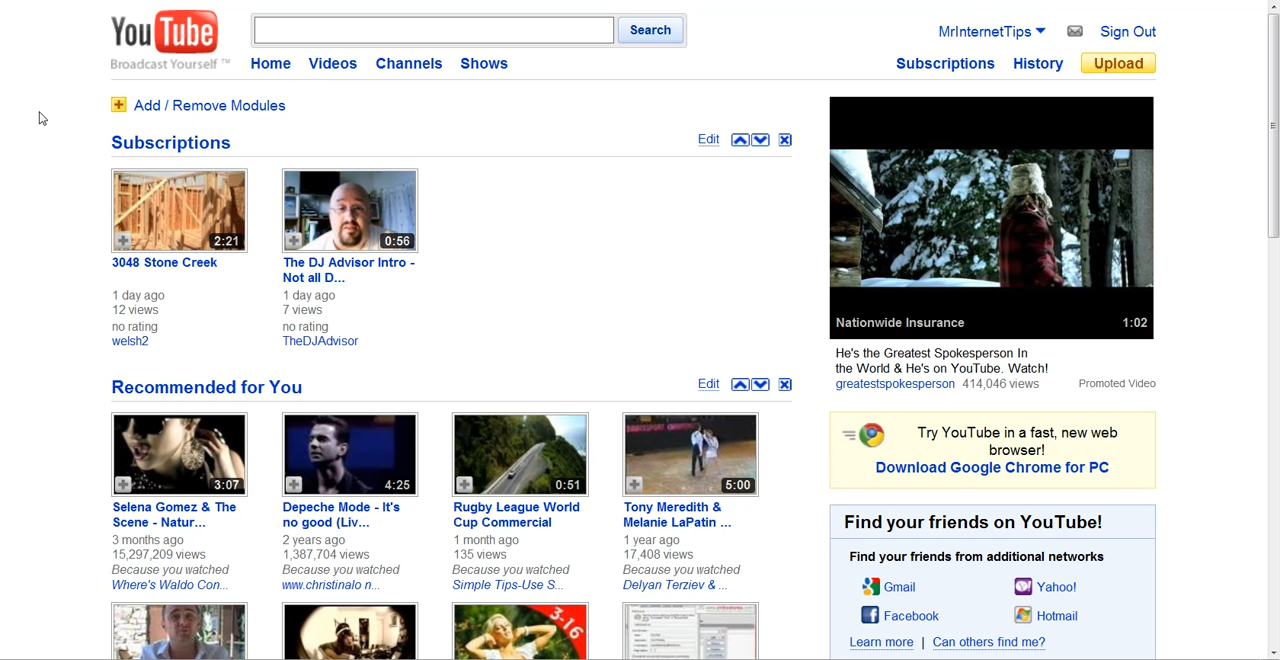 YouTube
Broadcast Yourself ™
Search
MrInternetTips
Sign Out
Home
Videos
Channels
Shows
Subscriptions
History
Upload
Add / Remove Modules
Subscriptions
Edit
2:21
0:56
3048 Stone Creek
1 day ago
12 views
no rating
welsh2
The DJ Advisor Intro -
Not all D...
1 day ago
7 views
no rating
TheDJAdvisor
Recommended for You
Edit
3:07
4:25
0:51
5:00
Selena Gomez & The
Scene - Natur...
3 months ago
15,297,209 views
Because you watched
Where's Waldo Con...
Depeche Mode - It's
no good (Liv...
2 years ago
1,387,704 views
Because you watched
www.christinalo n...
Rugby League World
Cup Commercial
1 month ago
135 views
Because you watched
Simple Tips-Use S...
Tony Meredith &
Melanie LaPatin ...
1 year ago
17,408 views
Because you watched
Delyan Terziev & ...
3-16
Nationwide Insurance
1:02
He's the Greatest Spokesperson In
the World & He's on YouTube. Watch!
greatestspokesperson 414,046 views
Promoted Video
Try YouTube in a fast, new web
browser!
Download Google Chrome for PC
Find your friends on YouTube!
Find your friends from additional networks
Gmail
Yahoo!
Facebook
Hotmail
Learn more | Can others find me?